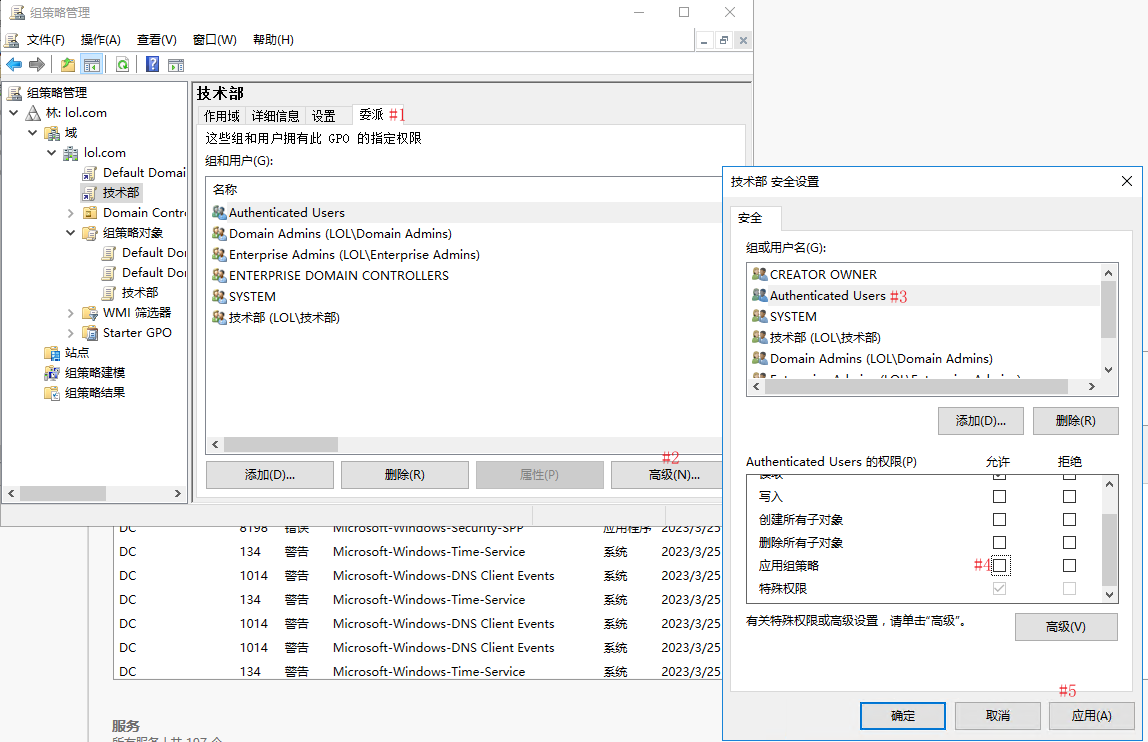 组策略管理
文件(F) 操作(A) 查看(V) 窗口(W) 帮助(H)
组策略管理
林: lol.com
域
lol.com
Default Domai
技术部
Domain Contr
组策略对象
Default Do
Default Do
技术部
WMI 筛选器
Starter GPO
站点
组策略建模
组策略结果
技术部
作用域 详细信息 设置 委派 #1
这些组和用户拥有此 GPO 的指定权限
组和用户(G):
名称
Authenticated Users
Domain Admins (LOL\Domain Admins)
Enterprise Admins (LOL\Enterprise Admins)
ENTERPRISE DOMAIN CONTROLLERS
SYSTEM
技术部 (LOL\技术部)
#2
添加(D)... 删除(R) 属性(P) 高级(N)...
DC 8198 错误 Microsoft-Windows-Security-SPP 应用程序 2023/3/25
DC 134 警告 Microsoft-Windows-Time-Service 系统 2023/3/25
DC 1014 警告 Microsoft-Windows-DNS Client Events 系统 2023/3/25
DC 134 警告 Microsoft-Windows-Time-Service 系统 2023/3/25
DC 1014 警告 Microsoft-Windows-DNS Client Events 系统 2023/3/25
DC 1014 警告 Microsoft-Windows-DNS Client Events 系统 2023/3/25
DC 134 警告 Microsoft-Windows-Time-Service 系统 2023/3/25
服务
所有服务 | 共 197 个
技术部 安全设置
安全
组或用户名(G):
CREATOR OWNER
Authenticated Users #3
SYSTEM
技术部 (LOL\技术部)
Domain Admins (LOL\Domain Admins)
Enterprise Admins (LOL\Enterprise Admins)
添加(D)... 删除(R)
Authenticated Users 的权限(P) 允许 拒绝
读取
写入
创建所有子对象
删除所有子对象
应用组策略 #4
特殊权限
有关特殊权限或高级设置，请单击“高级”。
高级(V)
#5
确定 取消 应用(A)